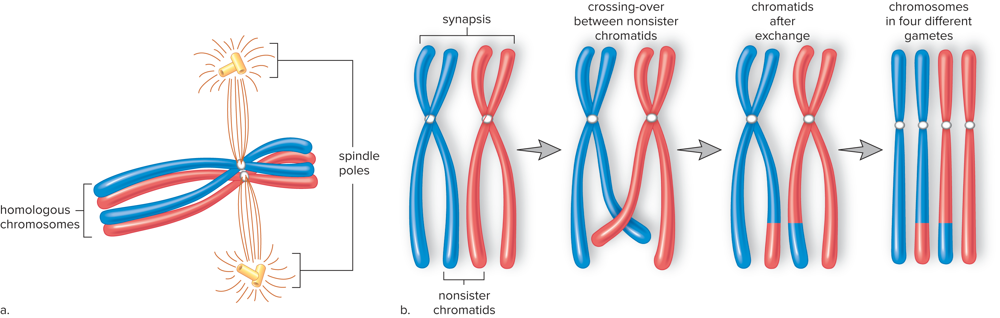 homologous
chromosomes
spindle
poles
a.
synapsis
nonsister
chromatids
crossing-over
between nonsister
chromatids
chromatids
after
exchange
chromosomes
in four different
gametes
b.